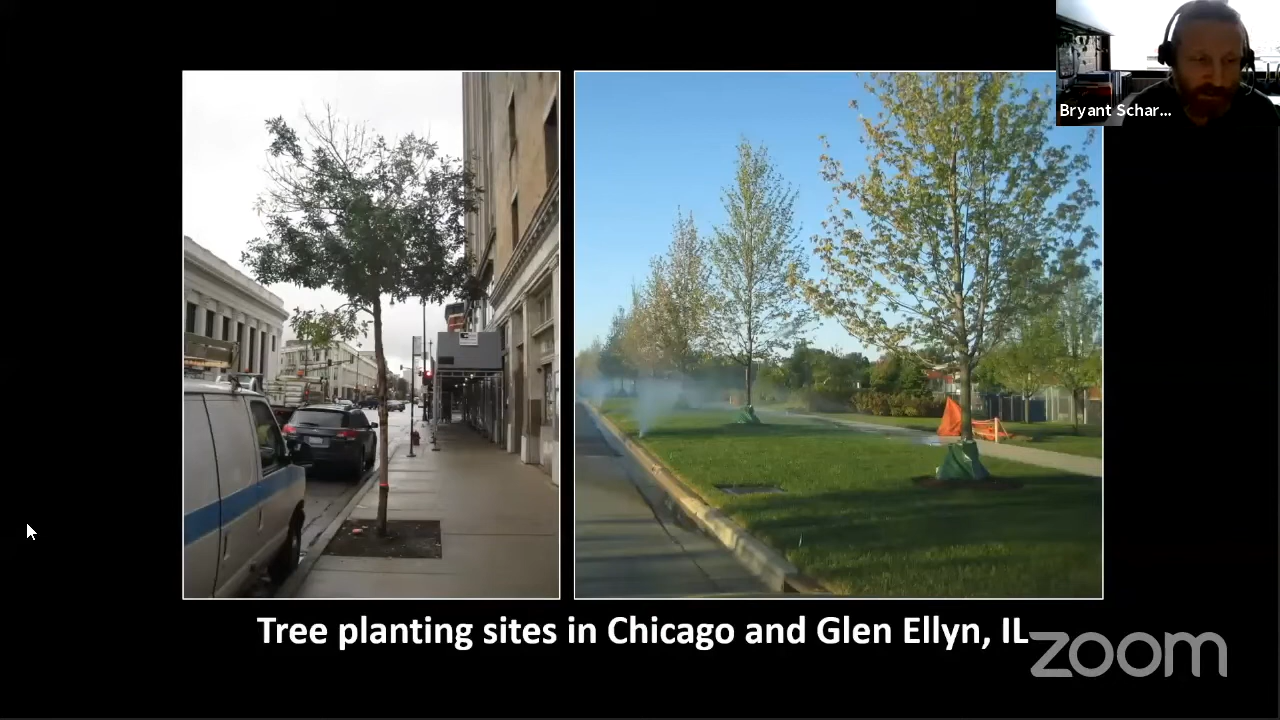 Bryant Schar...
Tree planting sites in Chicago and Glen Ellyn, IL
zoom